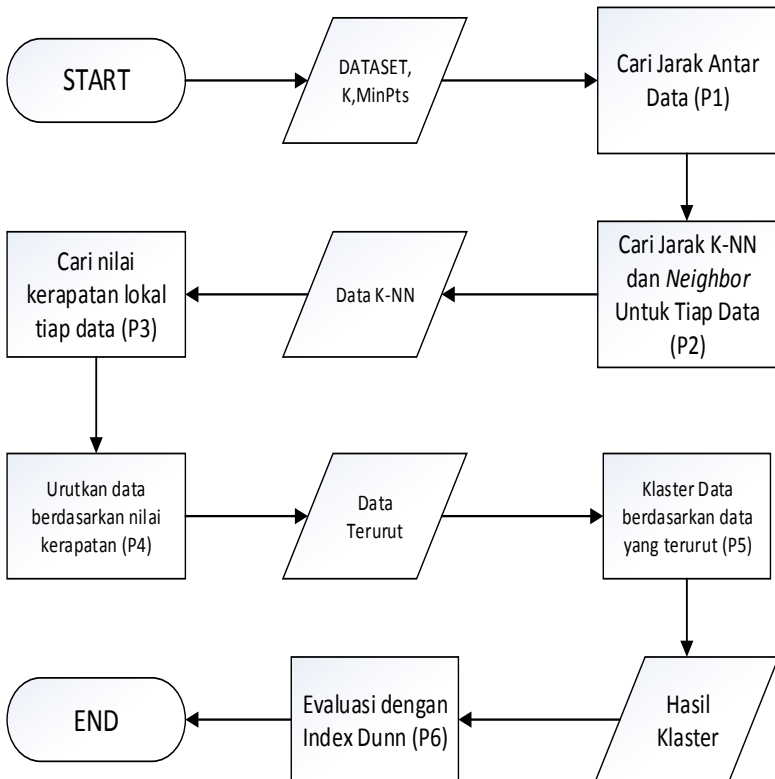 START
DATASET,
K,MinPts
Cari Jarak Antar
Data (P1)
Cari Jarak K-NN
dan Neighbor
Untuk Tiap Data
(P2)
Data K-NN
Cari nilai
kerapatan lokal
tiap data (P3)
Urutkan data
berdasarkan nilai
kerapatan (P4)
Data
Terurut
Klaster Data
berdasarkan data
yang terurut (P5)
Hasil
Klaster
Evaluasi dengan
Index Dunn (P6)
END